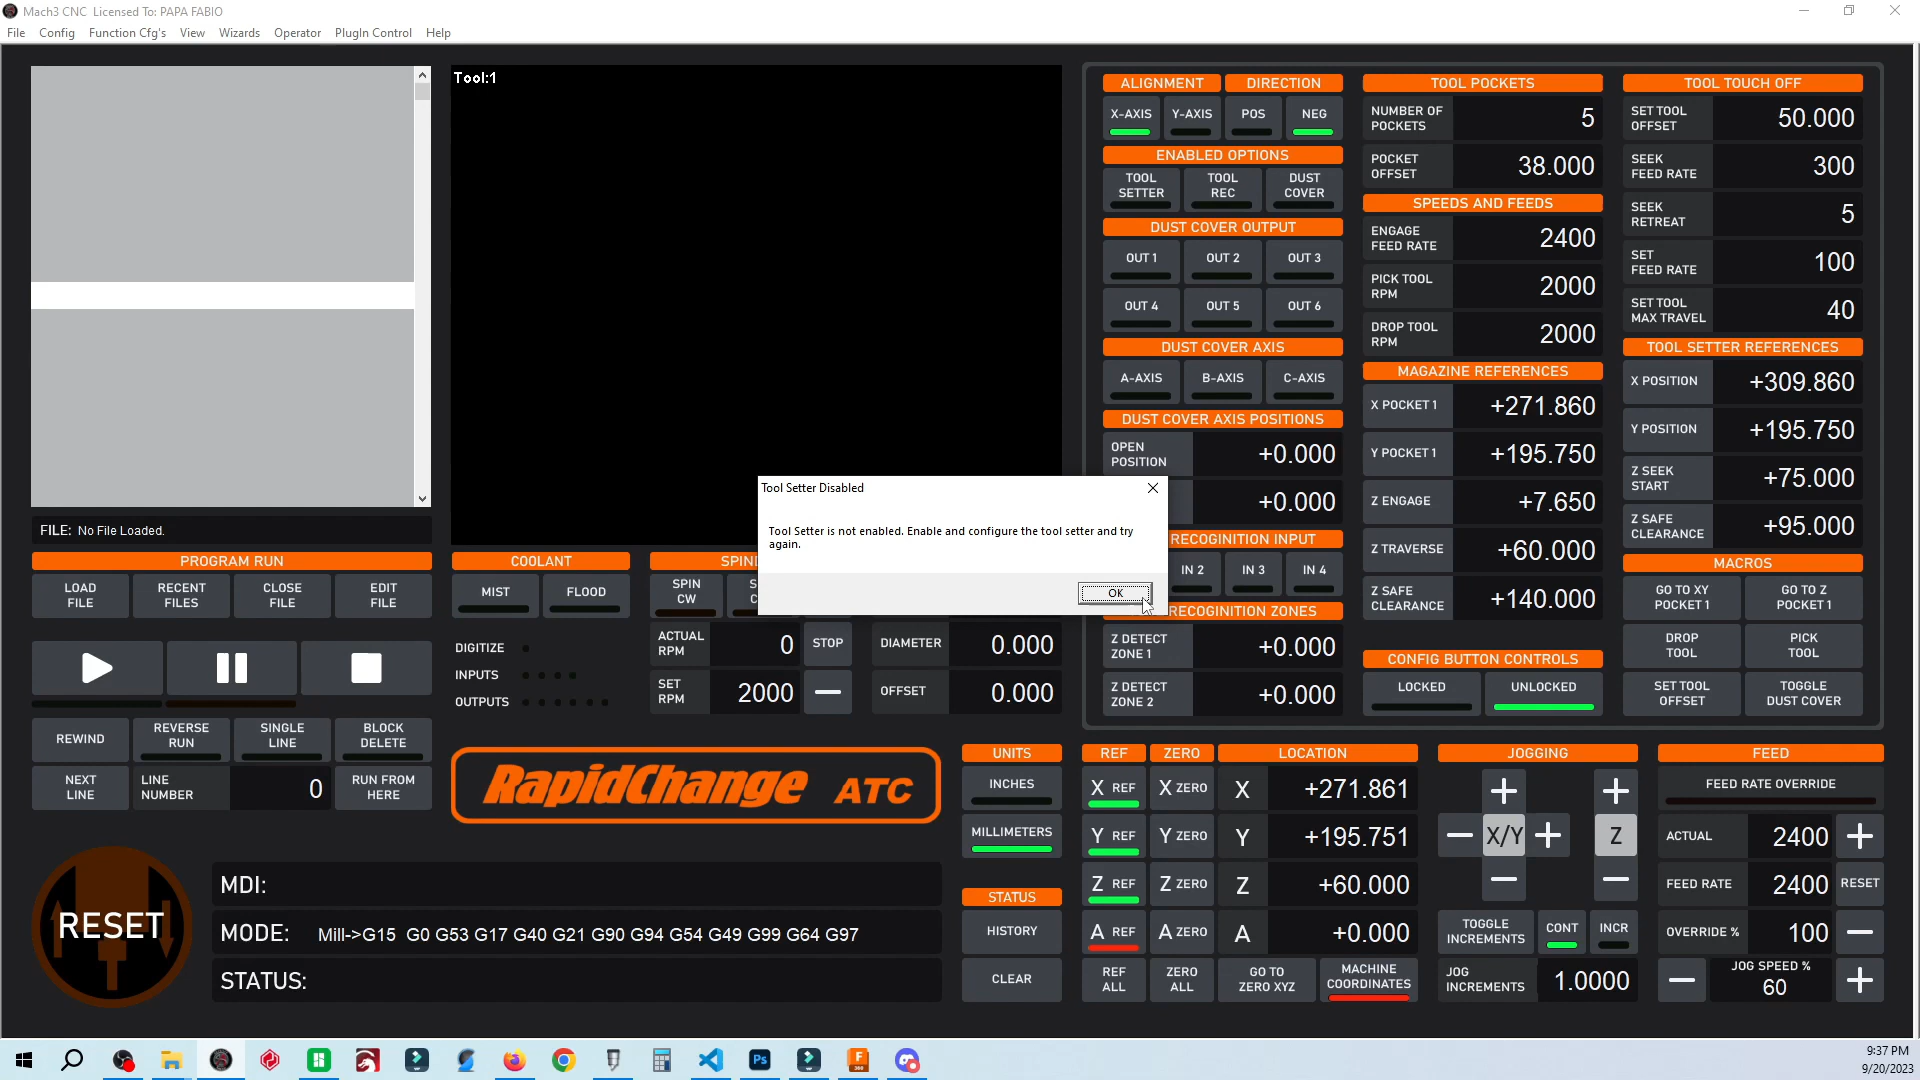 Mach3 CNC Licensed To: PAPA FABIO
File Config Function Cfg's View Wizards Operator PlugIn Control Help
Tool:1
FILE: No File Loaded.
PROGRAM RUN
LOAD FILE
RECENT FILES
CLOSE FILE
EDIT FILE
REWIND
REVERSE RUN
SINGLE LINE
BLOCK DELETE
NEXT LINE
LINE NUMBER 0
RUN FROM HERE
COOLANT
MIST
FLOOD
DIGITIZE
INPUTS
OUTPUTS
SPIN CW
ACTUAL RPM 0
STOP
SET RPM 2000
DIAMETER 0.000
OFFSET 0.000
Tool Setter Disabled
Tool Setter is not enabled. Enable and configure the tool setter and try
again.
OK
RapidChange ATC
RESET
MDI:
MODE: Mill->G15 G0 G53 G17 G40 G21 G90 G94 G54 G49 G99 G64 G97
STATUS:
UNITS
INCHES
MILLIMETERS
STATUS
HISTORY
CLEAR
ALIGNMENT
DIRECTION
X-AXIS
Y-AXIS
POS
NEG
ENABLED OPTIONS
TOOL SETTER
TOOL REC
DUST COVER
DUST COVER OUTPUT
OUT 1
OUT 2
OUT 3
OUT 4
OUT 5
OUT 6
DUST COVER AXIS
A-AXIS
B-AXIS
C-AXIS
DUST COVER AXIS POSITIONS
OPEN POSITION +0.000
+0.000
RECOGINITION INPUT
IN 2
IN 3
IN 4
RECOGINITION ZONES
Z DETECT ZONE 1 +0.000
Z DETECT ZONE 2 +0.000
TOOL POCKETS
NUMBER OF POCKETS 5
POCKET OFFSET 38.000
SPEEDS AND FEEDS
ENGAGE FEED RATE 2400
PICK TOOL RPM 2000
DROP TOOL RPM 2000
MAGAZINE REFERENCES
X POCKET 1 +271.860
Y POCKET 1 +195.750
Z ENGAGE +7.650
Z TRAVERSE +60.000
Z SAFE CLEARANCE +140.000
CONFIG BUTTON CONTROLS
LOCKED
UNLOCKED
TOOL TOUCH OFF
SET TOOL OFFSET 50.000
SEEK FEED RATE 300
SEEK RETREAT 5
SET FEED RATE 100
SET TOOL MAX TRAVEL 40
TOOL SETTER REFERENCES
X POSITION +309.860
Y POSITION +195.750
Z SEEK START +75.000
Z SAFE CLEARANCE +95.000
MACROS
GO TO XY POCKET 1
GO TO Z POCKET 1
DROP TOOL
PICK TOOL
SET TOOL OFFSET
TOGGLE DUST COVER
REF
ZERO
LOCATION
X REF X ZERO X +271.861
Y REF Y ZERO Y +195.751
Z REF Z ZERO Z +60.000
A REF A ZERO A +0.000
REF ALL
ZERO ALL
GO TO ZERO XYZ
MACHINE COORDINATES
JOGGING
X/Y
Z
TOGGLE INCREMENTS
CONT
INCR
JOG INCREMENTS 1.0000
FEED
FEED RATE OVERRIDE
ACTUAL 2400
FEED RATE 2400 RESET
OVERRIDE % 100
JOG SPEED %
60
9:37 PM
9/20/2023